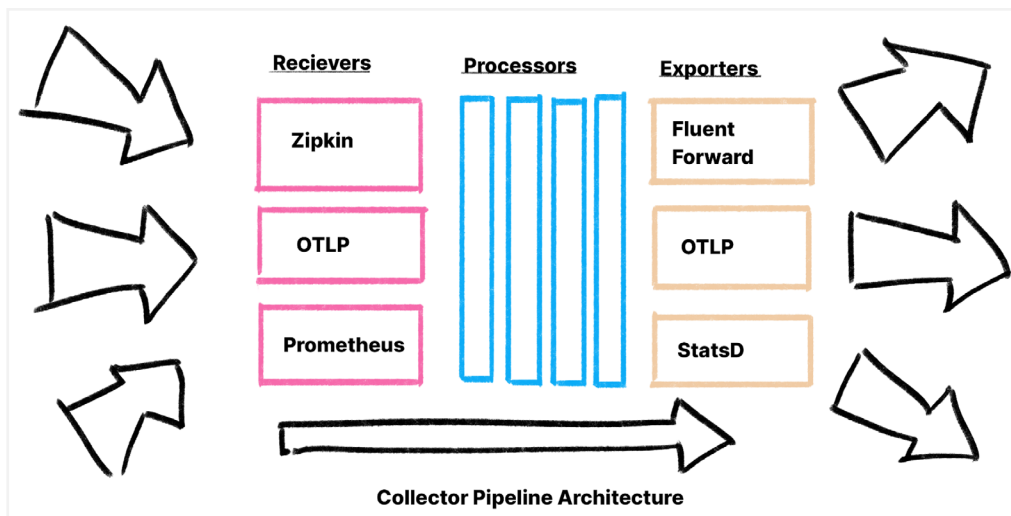 Recievers
Processors
Exporters
Zipkin
OTLP
Prometheus
Fluent
Forward
OTLP
StatsD
Collector Pipeline Architecture